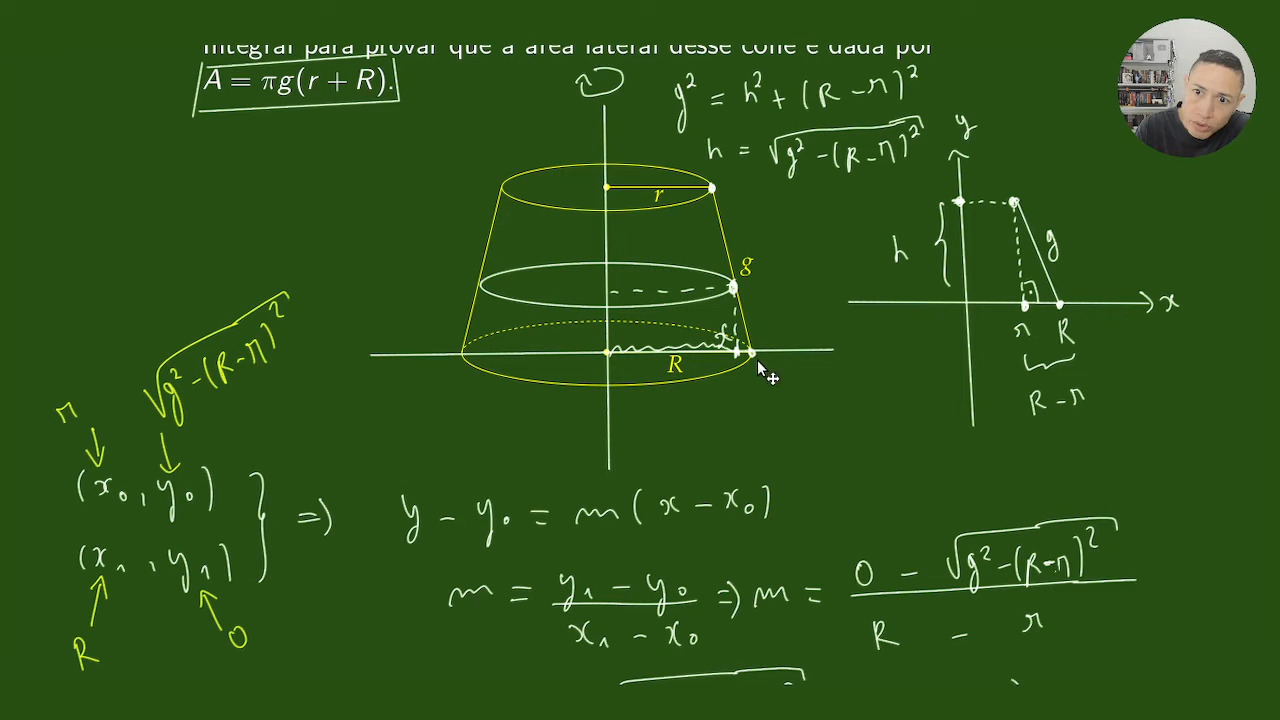 Integral para provar que a área lateral desse cone é dada por
A = πg(r + R).
g² = h² + (R − r)²
h = √(g² − (R − r)²)
y
r
g
h
g
x
R
r R
R − r
√(g² − (R − r)²)
r
(x₀, y₀)
(x₁, y₁)
R
0
⇒ y − y₀ = m(x − x₀)
m = (y₁ − y₀)/(x₁ − x₀) ⇒ m = (0 − √(g² − (R − r)²))/(R − r)